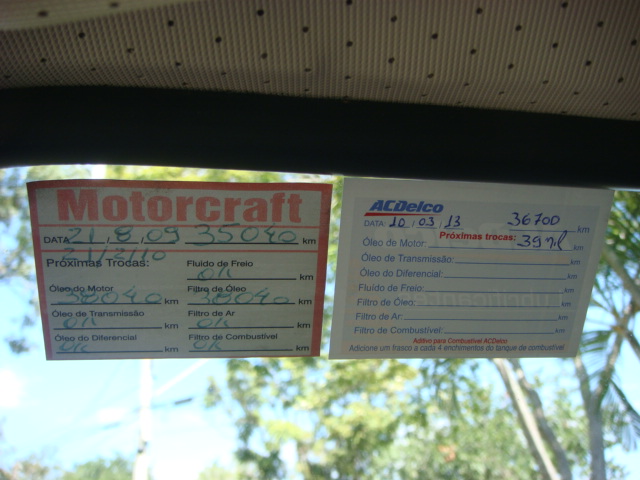 Motorcraft
DATA 21,8,09 35040 km
21/2/10
Próximas Trocas:
Fluído de Freio
OK km
Óleo do Motor
38040 km
Filtro de Óleo
38040 km
Óleo de Transmissão
OK km
Filtro de Ar
OK km
Óleo do Diferencial
OK km
Filtro de Combustível
OK km
ACDelco
DATA: 10 / 03 / 13 36700 km
Próximas trocas:
Óleo de Motor: 39 mil km
Óleo de Transmissão: km
Óleo do Diferencial: km
Fluído de Freio: km
Filtro de Óleo: km
Filtro de Ar: km
Filtro de Combustível: km
Aditivo para Combustível ACDelco
Adicione um frasco a cada 4 enchimentos do tanque de combustível